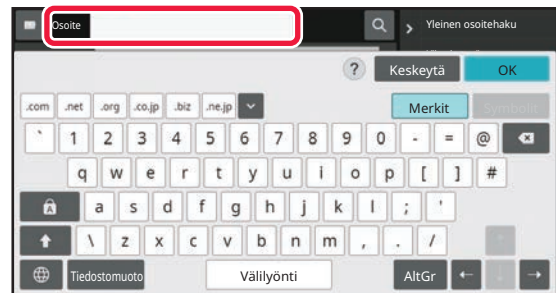 Osoite
Yleinen osoitehaku
? Keskeytä OK
.com .net .org .co.jp .biz .ne.jp Merkit Symbolit
` 1 2 3 4 5 6 7 8 9 0 - = @
q w e r t y u i o p [ ] #
a s d f g h j k l ; '
\ z x c v b n m , . /
Tiedostomuoto Välilyönti AltGr ← ↓ →